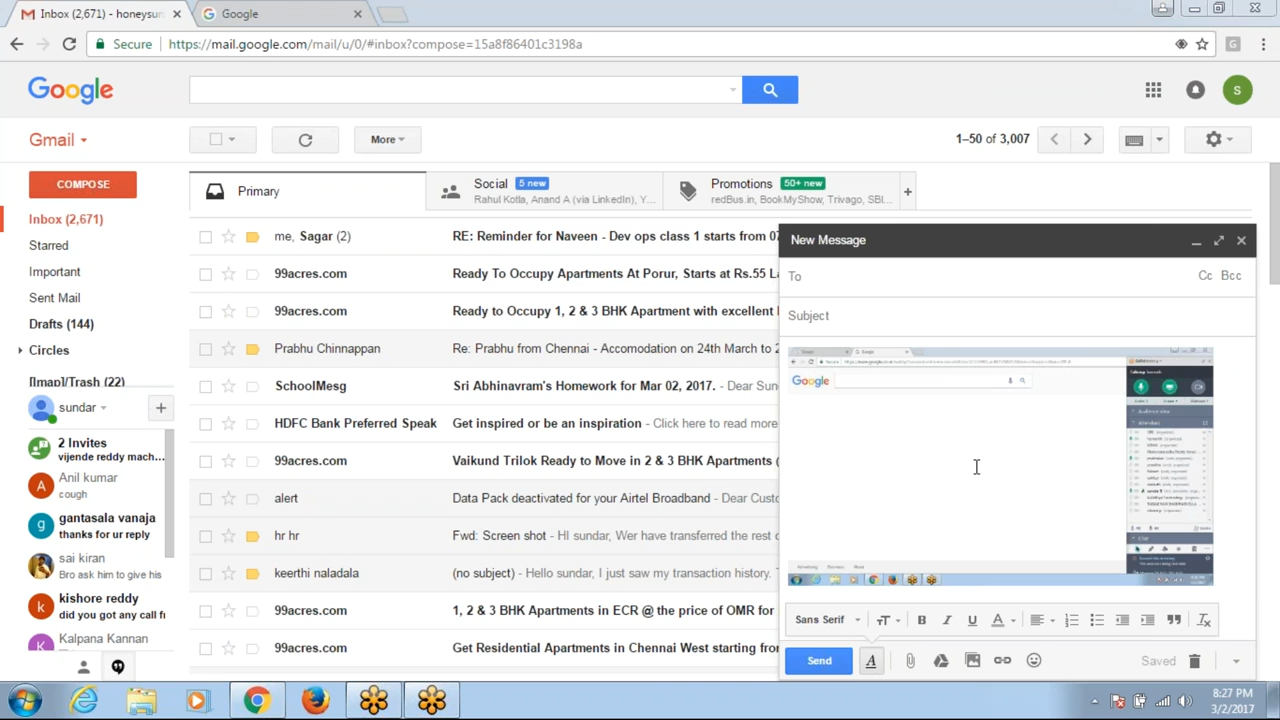 Inbox (2,671) - honeysun
Google
Secure https://mail.google.com/mail/u/0/#inbox?compose=15a8f86401c3198a
G
Google
S
Gmail
More
1–50 of 3,007
COMPOSE
Primary
Social 5 new
Rahul Kotla, Anand A (via LinkedIn), Y...
Promotions 50+ new
redBus.in, BookMyShow, Trivago, SBI...
+
Inbox (2,671)
Starred
Important
Sent Mail
Drafts (144)
Circles
[Imap]/Trash (22)
sundar
+
2 Invites
vijende reddy mach...
A
Anil kumar
cough
g
gantasala vanaja
thanks for ur reply
sai kiran
Bro ask him to give his
k
kishore reddy
did you got any call f
K
Kalpana Kannan
me, Sagar (2) RE: Reminder for Naveen - Dev ops class 1 starts from 07
99acres.com Ready To Occupy Apartments At Porur, Starts at Rs.55 La
99acres.com Ready to Occupy 1, 2 & 3 BHK Apartment with excellent
Prabhu Chinnappan Re: Prabhu from Chennai - Accomodation on 24th March to 2
SchoolMesg Sri Abhinavram's Homework for Mar 02, 2017. - Dear Sun
HDFC Bank Preferred Speak. Get ready for an inspiration - Click here to read more
99acres.com Hello Ready to Move in 2 & 3 BHK Apartments
alert Data Pack deactivated for your Airtel Broadband - Dear Cust
hr hr Fwd: Screen shot - HI sundar, Wer have transferred the rest
neenii naladala (no subject) - Hello sundar, I just saw my transaction history.
99acres.com 1, 2 & 3 BHK Apartments in ECR @ the price of OMR for
99acres.com Get Residential Apartments in Chennai West starting from
New Message
To
Cc Bcc
Subject
Google
Sans Serif
B I U A
Send A
Saved
8:27 PM
3/2/2017